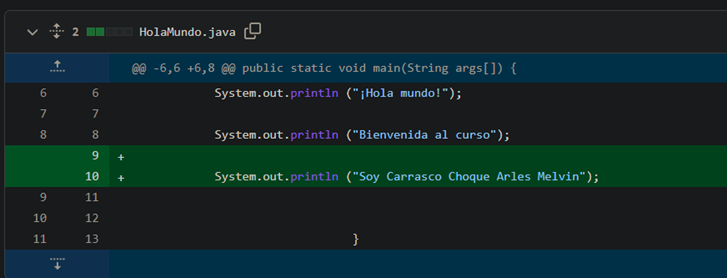 2 HolaMundo.java
@@ -6,6 +6,8 @@ public static void main(String args[]) {
6 6 System.out.println ("¡Hola mundo!");
7 7
8 8 System.out.println ("Bienvenida al curso");
9 +
10 + System.out.println ("Soy Carrasco Choque Arles Melvin");
9 11
10 12
11 13 }